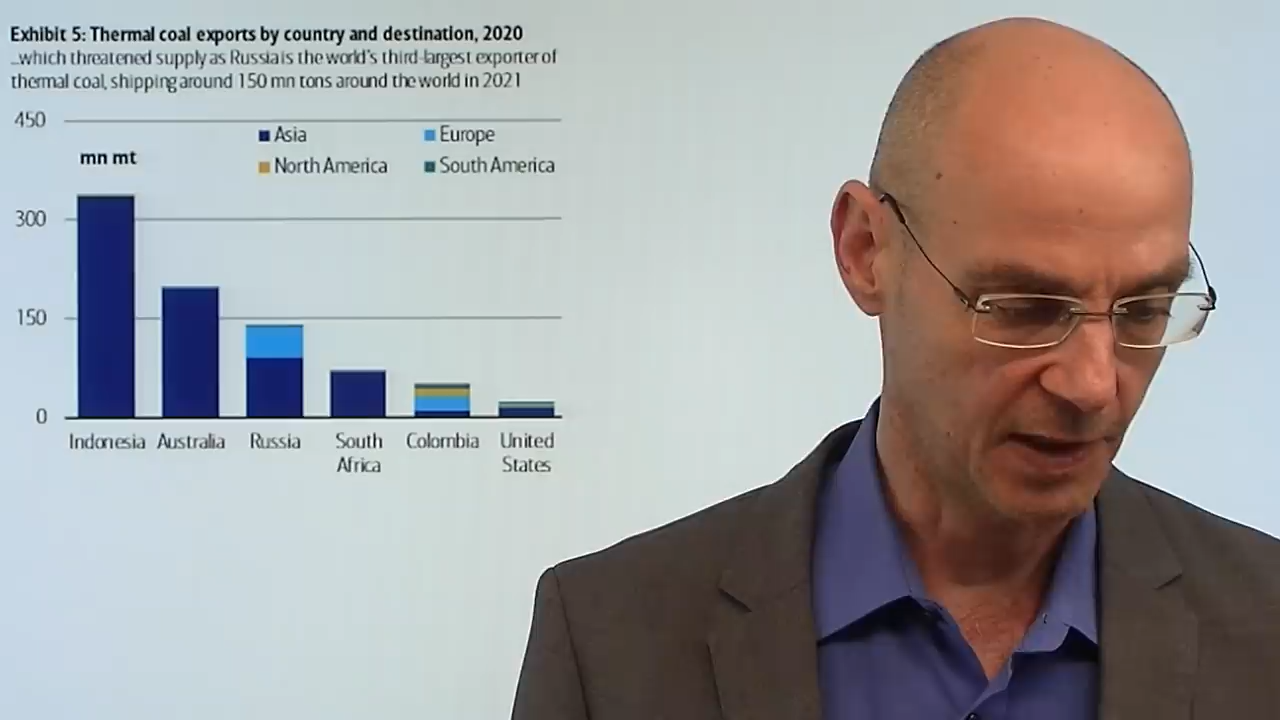 Exhibit 5: Thermal coal exports by country and destination, 2020
...which threatened supply as Russia is the world's third-largest exporter of
thermal coal, shipping around 150 mn tons around the world in 2021
450
Asia
Europe
mn mt
North America
South America
300
150
0
Indonesia
Australia
Russia
South
Africa
Colombia
United
States